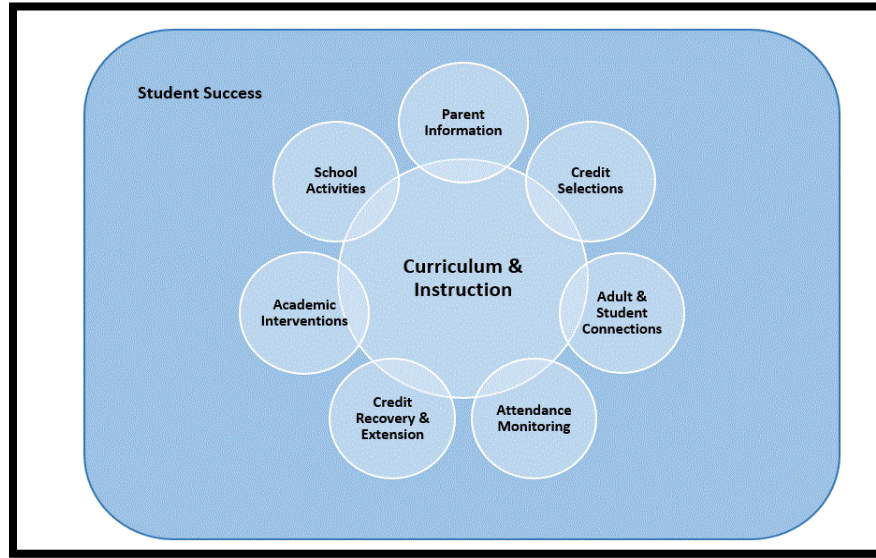 Student Success
Parent
Information
School
Activities
Credit
Selections
Curriculum &
Instruction
Academic
Interventions
Adult &
Student
Connections
Credit
Recovery &
Extension
Attendance
Monitoring